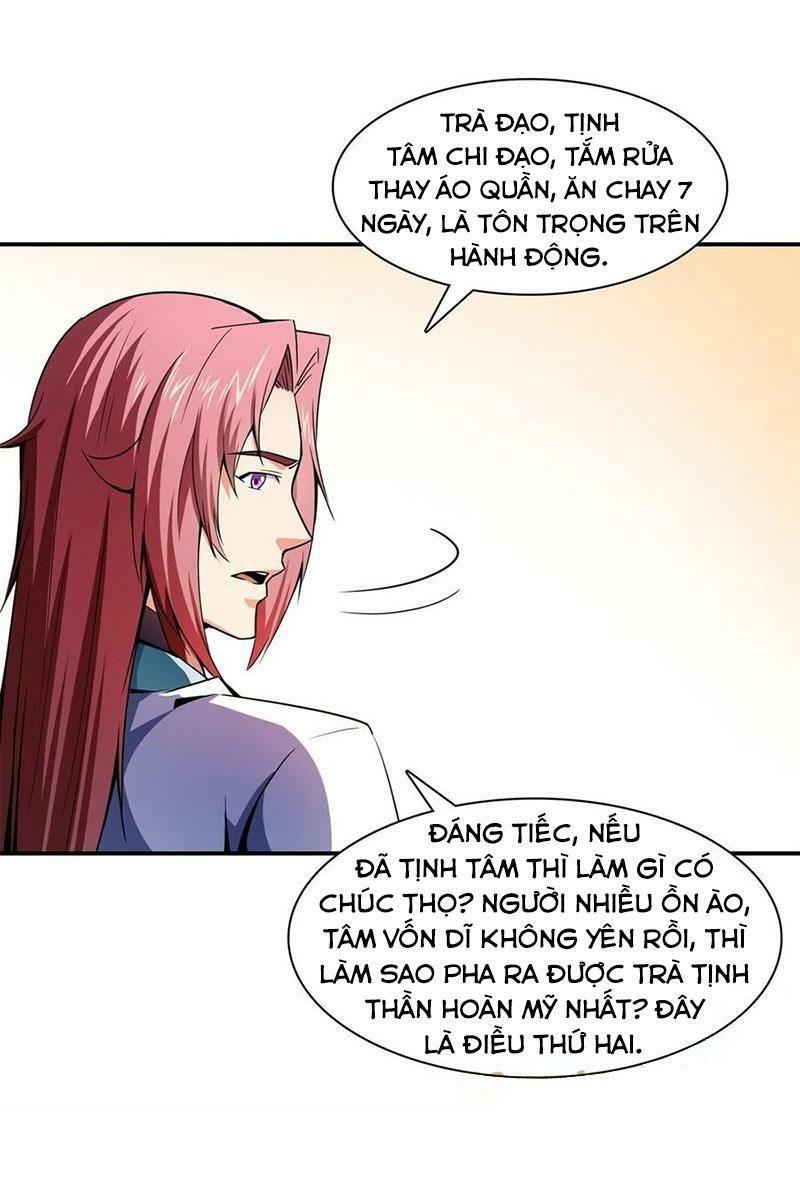 TRÀ ĐẠO, TỊNH
TÂM CHI ĐẠO, TẮM RỬA
THAY ÁO QUẦN, ĂN CHAY 7
NGÀY, LÀ TÔN TRỌNG TRÊN
HÀNH ĐỘNG.
ĐÁNG TIẾC, NẾU
ĐÃ TỊNH TÂM THÌ LÀM GÌ CÓ
CHÚC THỌ? NGƯỜI NHIỀU ỒN ÀO,
TÂM VỐN DĨ KHÔNG YÊN RỒI, THÌ
LÀM SAO PHA RA ĐƯỢC TRÀ TỊNH
THẦN HOÀN MỸ NHẤT? ĐÂY
LÀ ĐIỀU THỨ HAI.